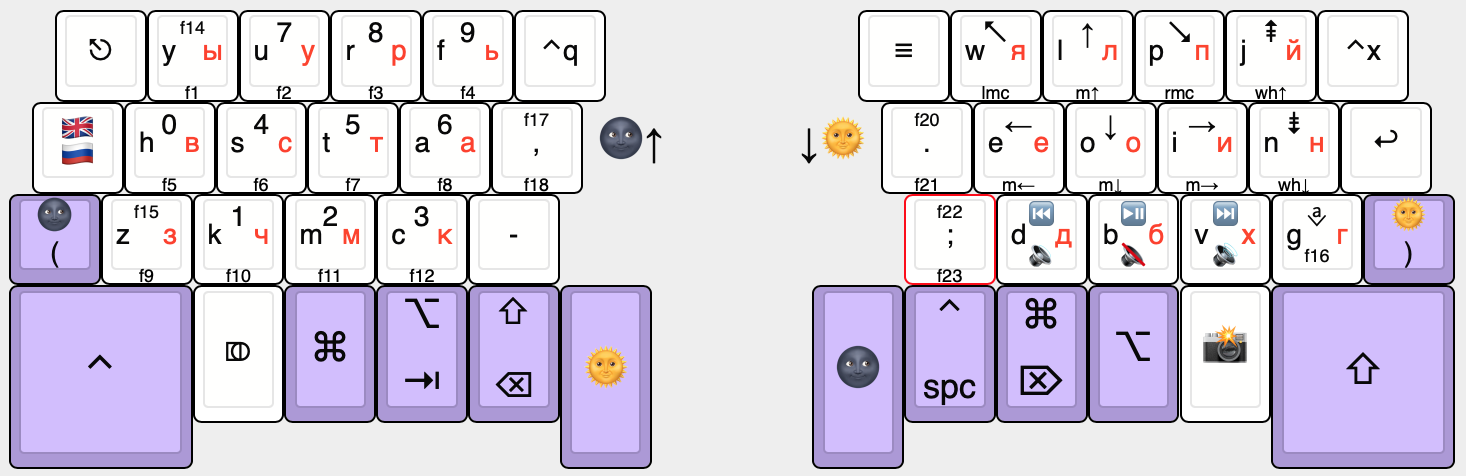 f14 7 8 9 ↖ ↑ ↘ ⇞
⎋ y ы u у r р f ь ^q ≡ w я l л p п j й ^x
f1 f2 f3 f4 lmc m↑ rmc wh↑
0 4 5 6 f17 ↑ ↓ f20 ← ↓ → ⇟
h в s с t т a а , . e е o о i и n н ↩
f5 f6 f7 f8 f18 f21 m← m↓ m→ wh↓
f15 1 2 3 f22 a
( z з k ч m м c к - ; d д b б v х g г )
f9 f10 f11 f12 f23 f16
⌥ ⇧ ^ ⌘
^ ⌘ ⌥ ⇧
⇥ ⌫ spc ⌦